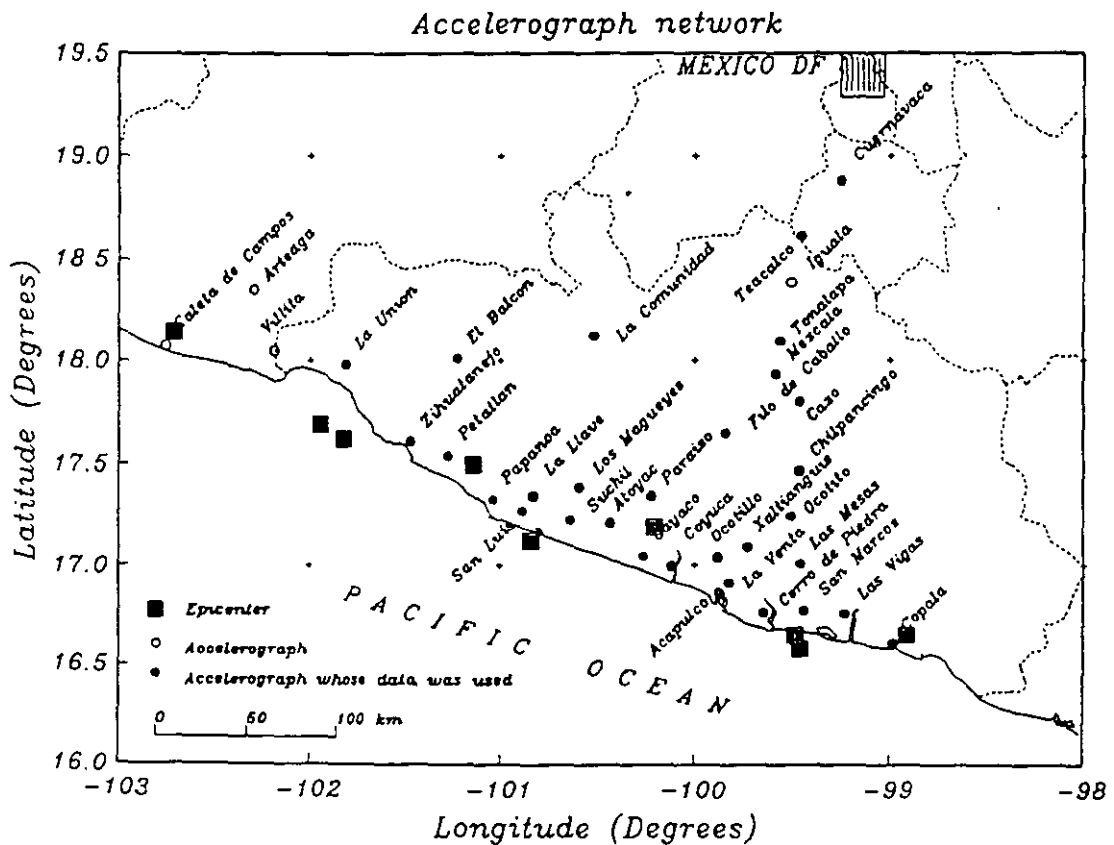 Accelerograph network
19.5
19.0
18.5
18.0
17.5
17.0
16.5
16.0
Latitude (Degrees)
MEXICO DF
Cuernavaca
Caleta de Campos
Arteaga
Villita
La Union
El Balcon
La Comunidad
Teacalco
Iguala
Tonalapa
Mezcala
Filo de Caballo
Cazo
Chilpancingo
Zihuatanejo
Petatlan
Papanoa
La Llave
Los Magueyes
Suchil
Atoyac
Paraiso
San Luis
Cayaco
Coyuca
Ocotillo
Xaltianguis
Ocotito
La Venta
Las Mesas
Cerro de Piedra
San Marcos
Las Vigas
Copala
Acapulco
PACIFIC OCEAN
Epicenter
Accelerograph
Accelerograph whose data was used
0 50 100 km
-103 -102 -101 -100 -99 -98
Longitude (Degrees)